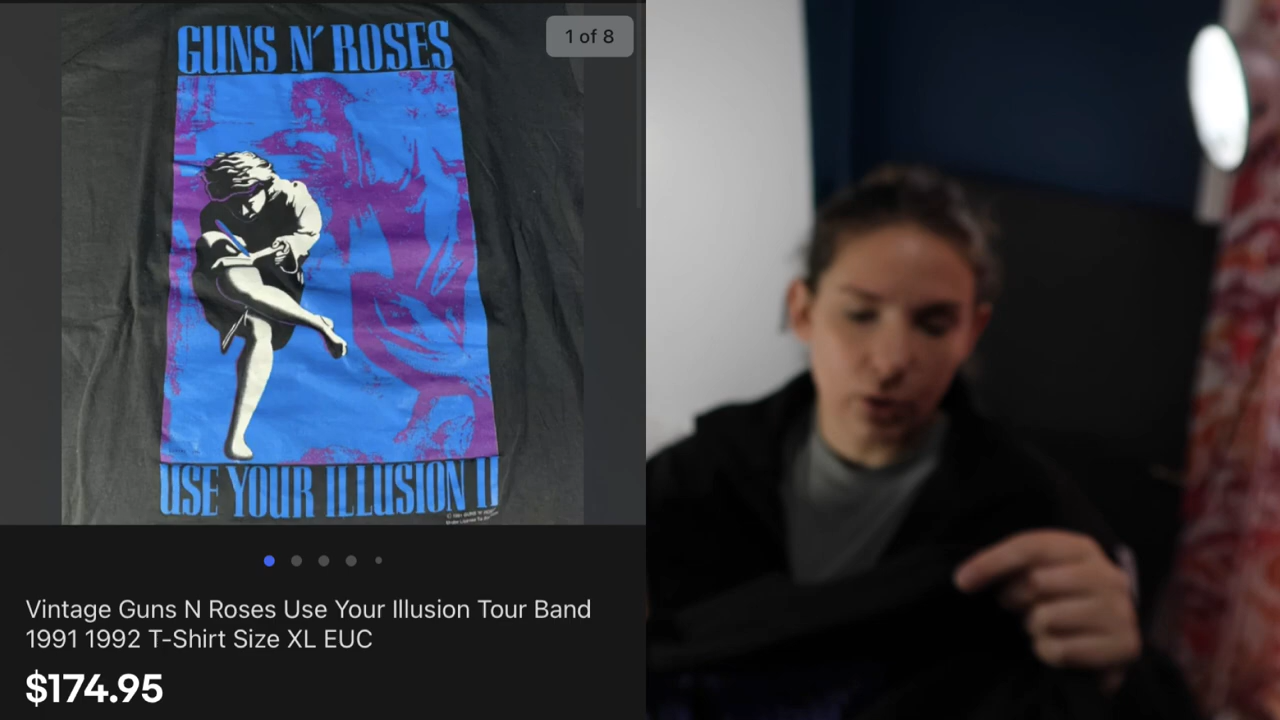 GUNS N' ROSES
1 of 8
USE YOUR ILLUSION II
Vintage Guns N Roses Use Your Illusion Tour Band
1991 1992 T-Shirt Size XL EUC
$174.95